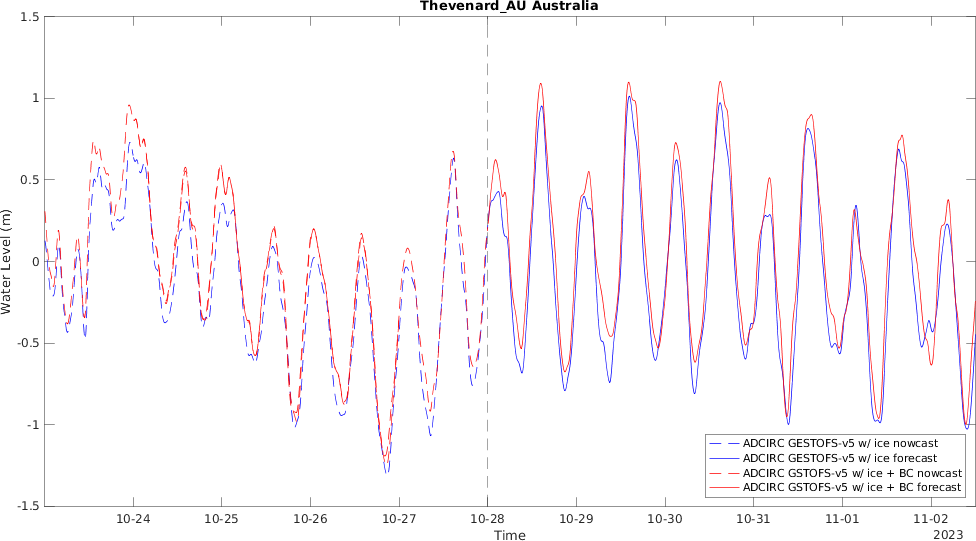 Thevenard_AU Australia
1.5
1
0.5
0
-0.5
-1
-1.5
Water Level (m)
10-24 10-25 10-26 10-27 10-28 10-29 10-30 10-31 11-01 11-02
Time
2023
ADCIRC GESTOFS-v5 w/ ice nowcast
ADCIRC GESTOFS-v5 w/ ice forecast
ADCIRC GSTOFS-v5 w/ ice + BC nowcast
ADCIRC GSTOFS-v5 w/ ice + BC forecast